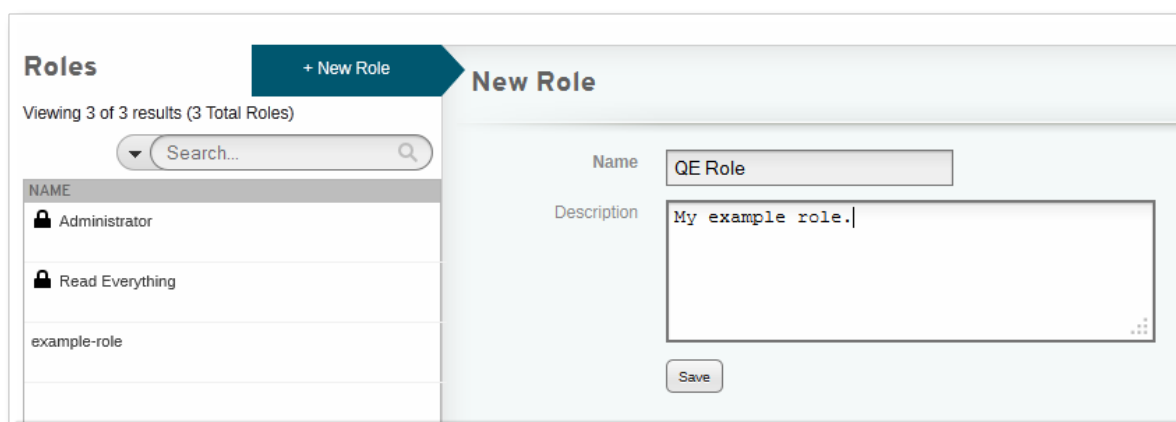 Roles
+ New Role
Viewing 3 of 3 results (3 Total Roles)
Search...
NAME
Administrator
Read Everything
example-role
New Role
Name
QE Role
Description
My example role.
Save